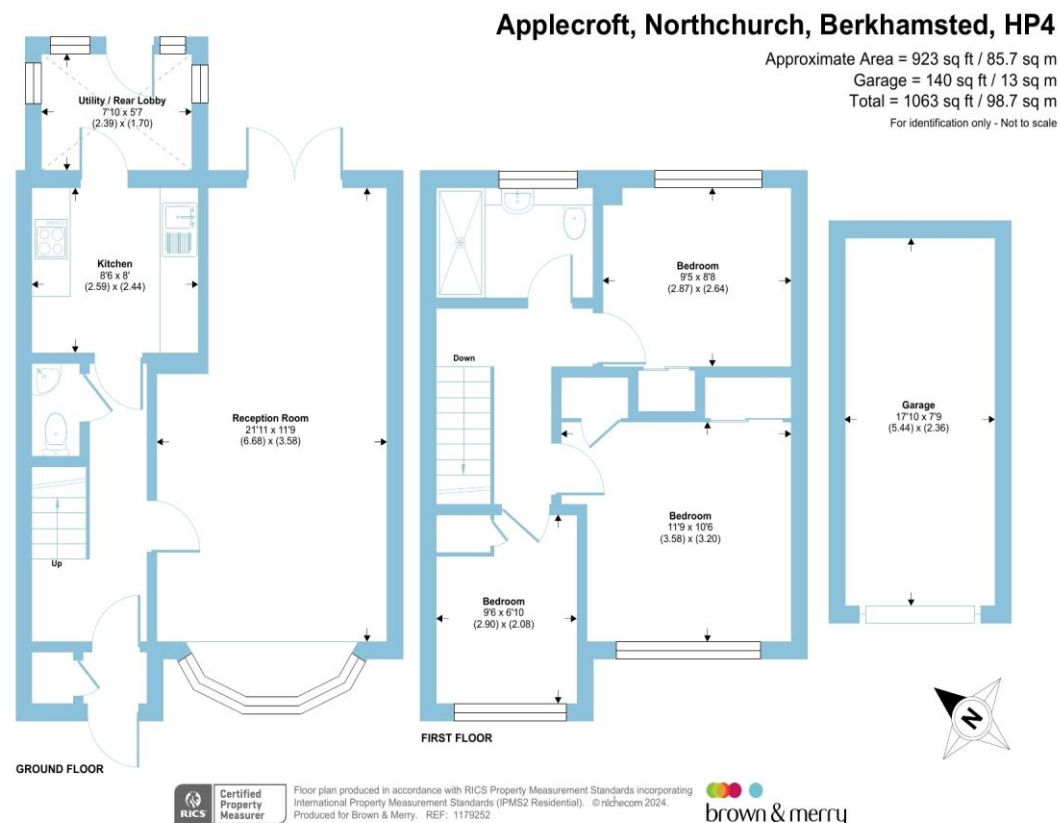 Applecroft, Northchurch, Berkhamsted, HP4
Approximate Area = 923 sq ft / 85.7 sq m
Garage = 140 sq ft / 13 sq m
Total = 1063 sq ft / 98.7 sq m
For identification only - Not to scale
Utility / Rear Lobby
7'10 x 5'7
(2.39) x (1.70)
Kitchen
8'6 x 8'
(2.59) x (2.44)
Reception Room
21'11 x 11'9
(6.68) x (3.58)
Up
GROUND FLOOR
Bedroom
9'5 x 8'8
(2.87) x (2.64)
Down
Bedroom
11'9 x 10'6
(3.58) x (3.20)
Bedroom
9'6 x 6'10
(2.90) x (2.08)
FIRST FLOOR
Garage
17'10 x 7'9
(5.44) x (2.36)
N
RICS
Certified
Property
Measurer
Floor plan produced in accordance with RICS Property Measurement Standards incorporating
International Property Measurement Standards (IPMS2 Residential). © nichecom 2024.
Produced for Brown & Merry. REF: 1179252
brown & merry